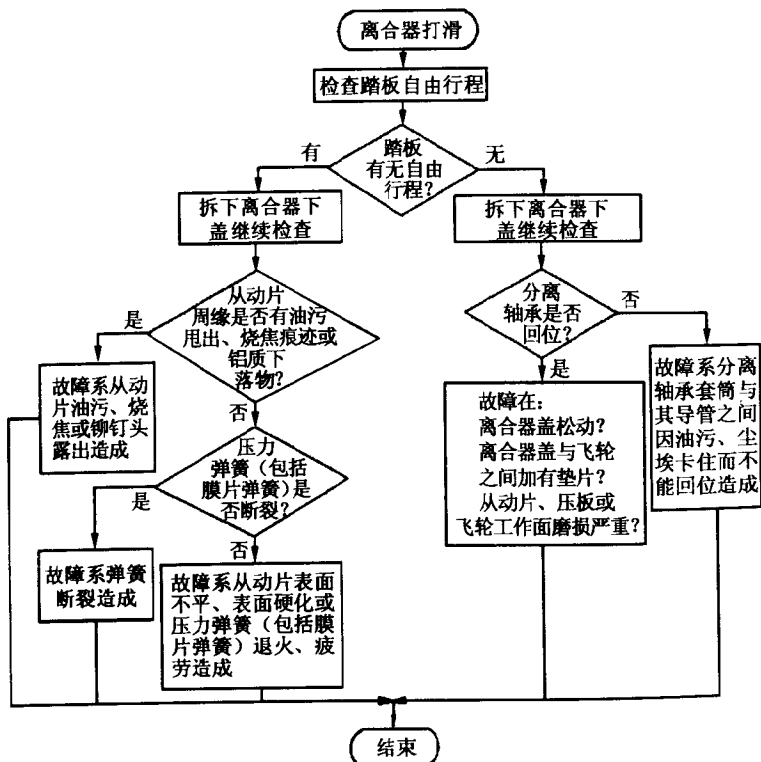 离合器打滑
检查踏板自由行程
踏板
有无自由
行程?
有
无
拆下离合器下
盖继续检查
拆下离合器下
盖继续检查
从动片
周缘是否有油污
甩出、烧焦痕迹或
铝质下
落物?
是
否
分离
轴承是否
回位?
否
是
故障系从动
片油污、烧
焦或铆钉头
露出造成
压力
弹簧(包括
膜片弹簧)是
否断裂?
是
否
故障在:
离合器盖松动?
离合器盖与飞轮
之间加有垫片?
从动片、压板或
飞轮工作面磨损严重?
故障系分离
轴承套筒与
其导管之间
因油污、尘
埃卡住而不
能回位造成
故障系弹簧
断裂造成
故障系从动片表面
不平、表面硬化或
压力弹簧(包括膜
片弹簧)退火、疲
劳造成
结束